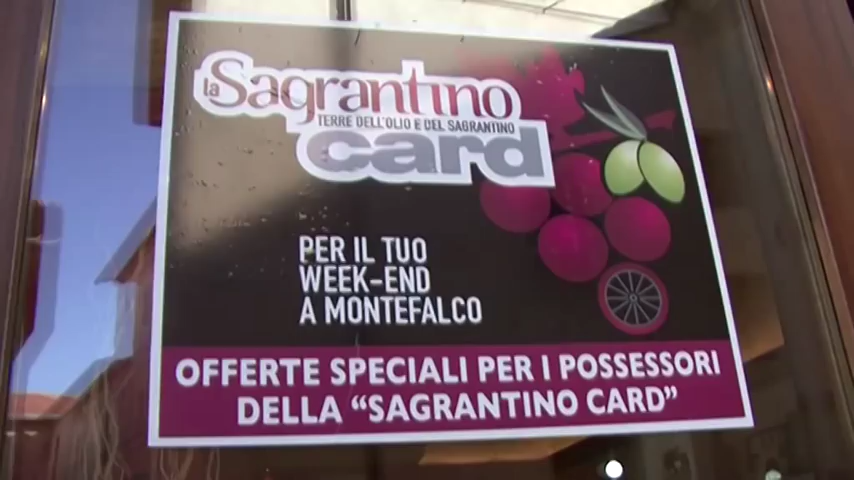 la Sagrantino
TERRE DELL'OLIO E DEL SAGRANTINO
card
PER IL TUO
WEEK-END
A MONTEFALCO
OFFERTE SPECIALI PER I POSSESSORI
DELLA "SAGRANTINO CARD"